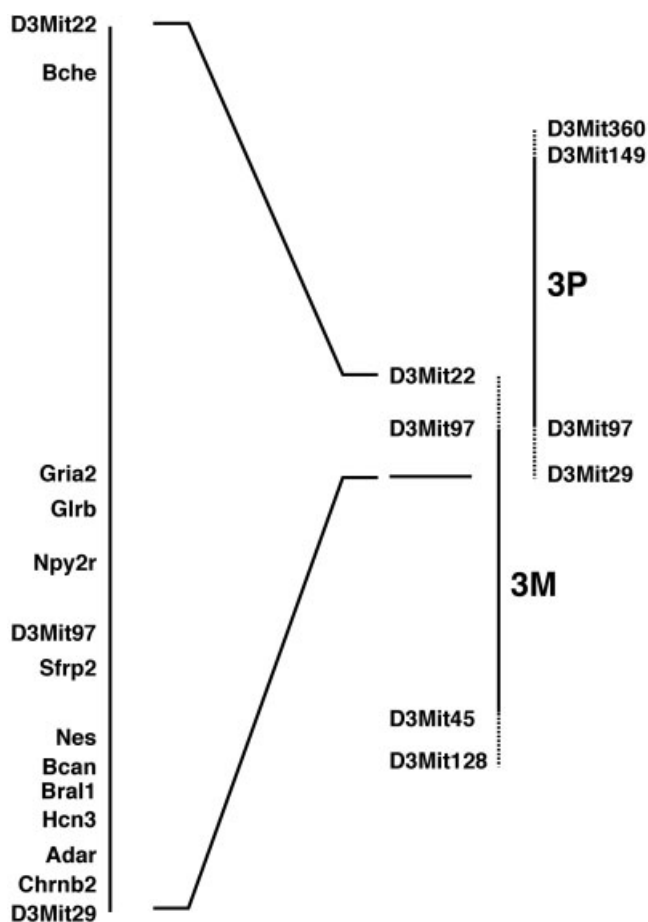 D3Mit22
Bche
Gria2
Glrb
Npy2r
D3Mit97
Sfrp2
Nes
Bcan
Bral1
Hcn3
Adar
Chrnb2
D3Mit29
D3Mit22
D3Mit97
3M
D3Mit45
D3Mit128
D3Mit360
D3Mit149
3P
D3Mit97
D3Mit29